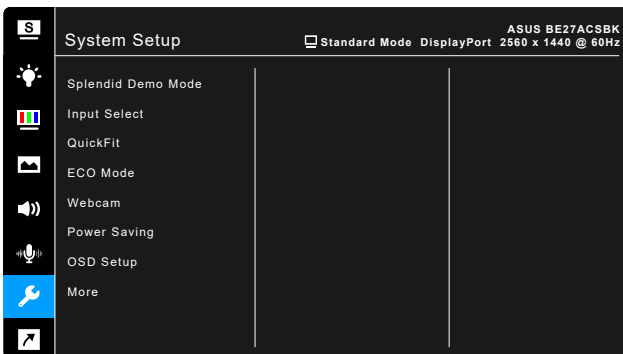 S
System Setup
ASUS BE27ACSBK
Standard Mode DisplayPort 2560 x 1440 @ 60Hz
Splendid Demo Mode
Input Select
QuickFit
ECO Mode
Webcam
Power Saving
OSD Setup
More